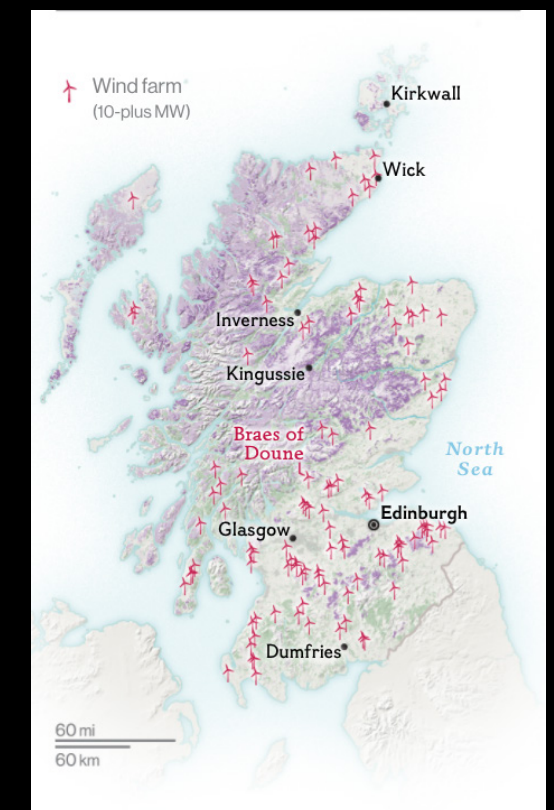 Wind farm
(10-plus MW)
Kirkwall
Wick
Inverness
Kingussie
Braes of
Doune
North
Sea
Edinburgh
Glasgow
Dumfries
60 mi
60 km